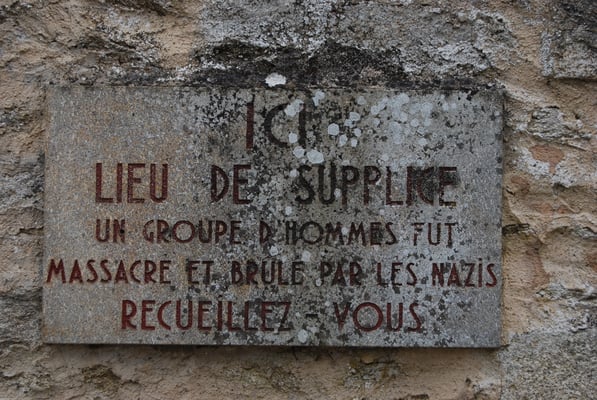 ICI
LIEU DE SUPPLICE
UN GROUPE D'HOMMES FUT
MASSACRE ET BRULE PAR LES NAZIS
RECUEILLEZ-VOUS